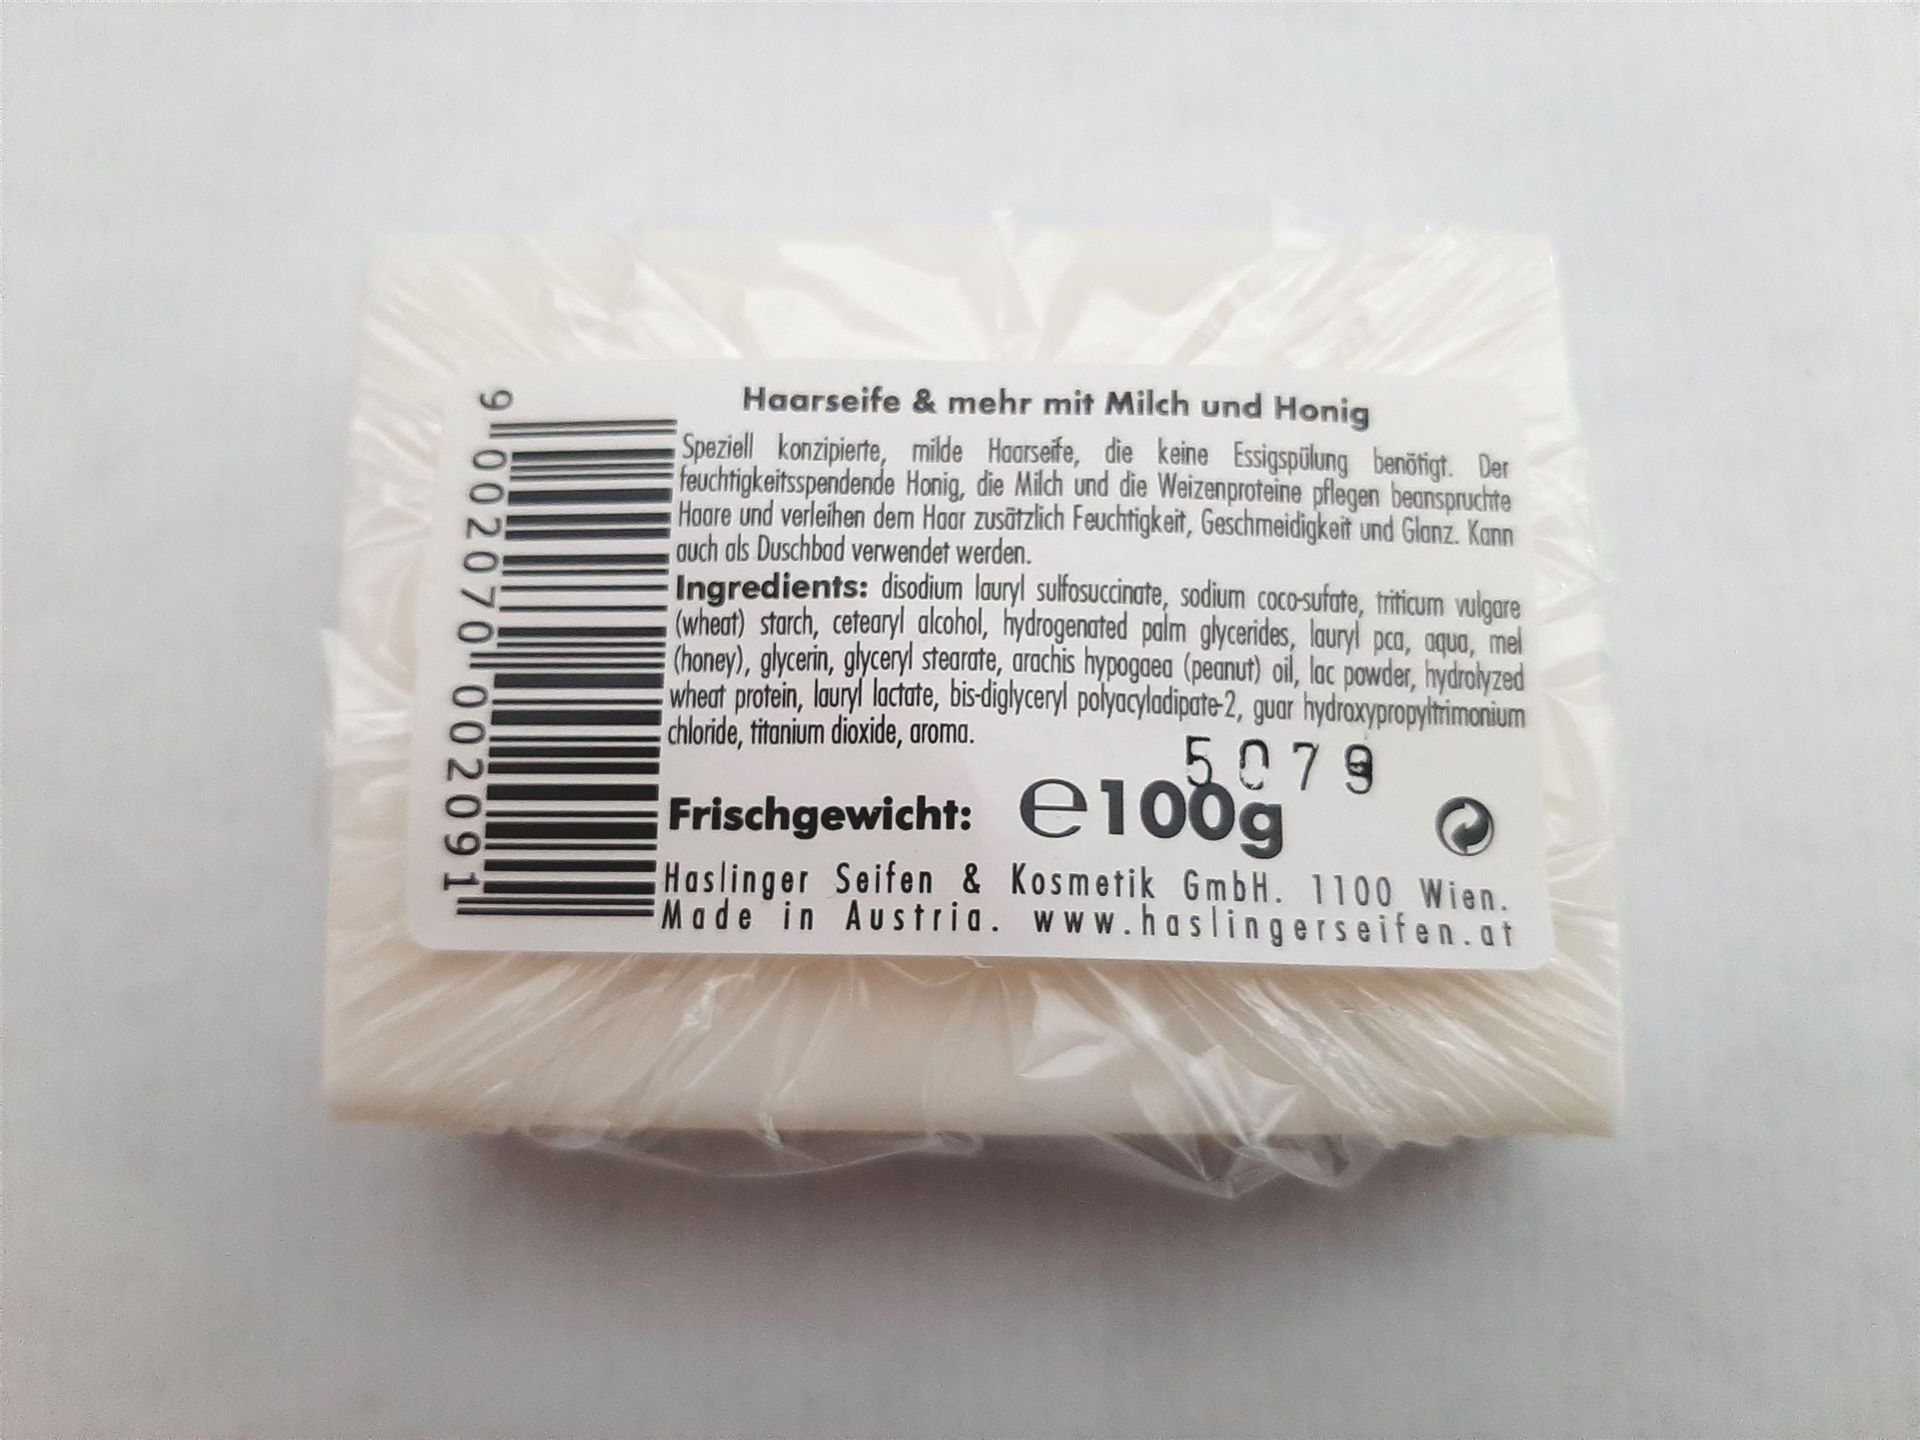 Haarseife & mehr mit Milch und Honig
Speziell konzipierte, milde Haarseife, die keine Essigspülung benötigt. Der
feuchtigkeitsspendende Honig, die Milch und die Weizenproteine pflegen beanspruchte
Haare und verleihen dem Haar zusätzlich Feuchtigkeit, Geschmeidigkeit und Glanz. Kann
auch als Duschbad verwendet werden.
Ingredients: disodium lauryl sulfosuccinate, sodium coco-sufate, triticum vulgare
(wheat) starch, cetearyl alcohol, hydrogenated palm glycerides, lauryl pca, aqua, mel
(honey), glycerin, glyceryl stearate, arachis hypogaea (peanut) oil, lac powder, hydrolyzed
wheat protein, lauryl lactate, bis-diglyceryl polyacyladipate-2, guar hydroxypropyltrimonium
chloride, titanium dioxide, aroma.
5079
Frischgewicht: e100g
Haslinger Seifen & Kosmetik GmbH. 1100 Wien.
Made in Austria. www.haslingerseifen.at
9 002070 002091